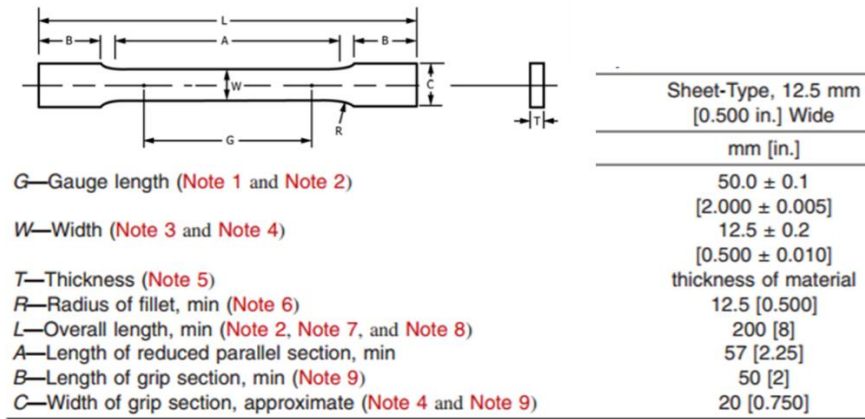 L
B
A
B
W
C
T
G
R
Sheet-Type, 12.5 mm
[0.500 in.] Wide
mm [in.]
G—Gauge length (Note 1 and Note 2) 50.0 ± 0.1
[2.000 ± 0.005]
W—Width (Note 3 and Note 4) 12.5 ± 0.2
[0.500 ± 0.010]
T—Thickness (Note 5) thickness of material
R—Radius of fillet, min (Note 6) 12.5 [0.500]
L—Overall length, min (Note 2, Note 7, and Note 8) 200 [8]
A—Length of reduced parallel section, min 57 [2.25]
B—Length of grip section, min (Note 9) 50 [2]
C—Width of grip section, approximate (Note 4 and Note 9) 20 [0.750]